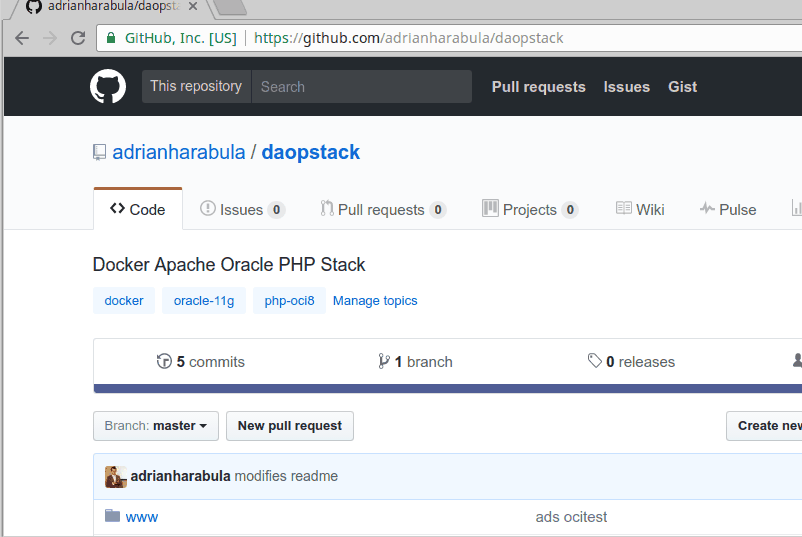 adrianharabula/daopsta
GitHub, Inc. [US] https://github.com/adrianharabula/daopstack
This repository Search Pull requests Issues Gist
adrianharabula / daopstack
Code Issues 0 Pull requests 0 Projects 0 Wiki Pulse
Docker Apache Oracle PHP Stack
docker oracle-11g php-oci8 Manage topics
5 commits 1 branch 0 releases
Branch: master New pull request Create new
adrianharabula modifies readme
www ads ocitest